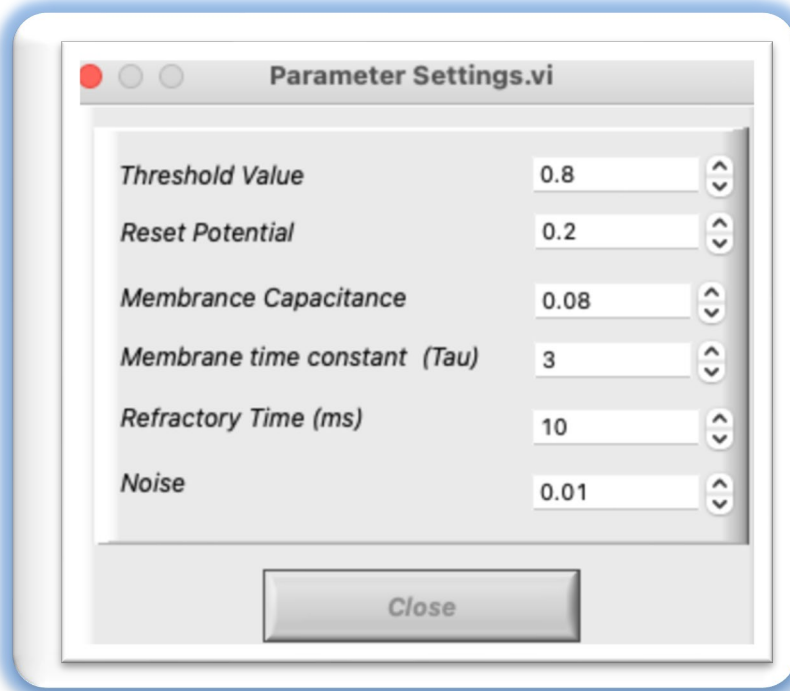 Parameter Settings.vi
Threshold Value 0.8
Reset Potential 0.2
Membrance Capacitance 0.08
Membrane time constant (Tau) 3
Refractory Time (ms) 10
Noise 0.01
Close